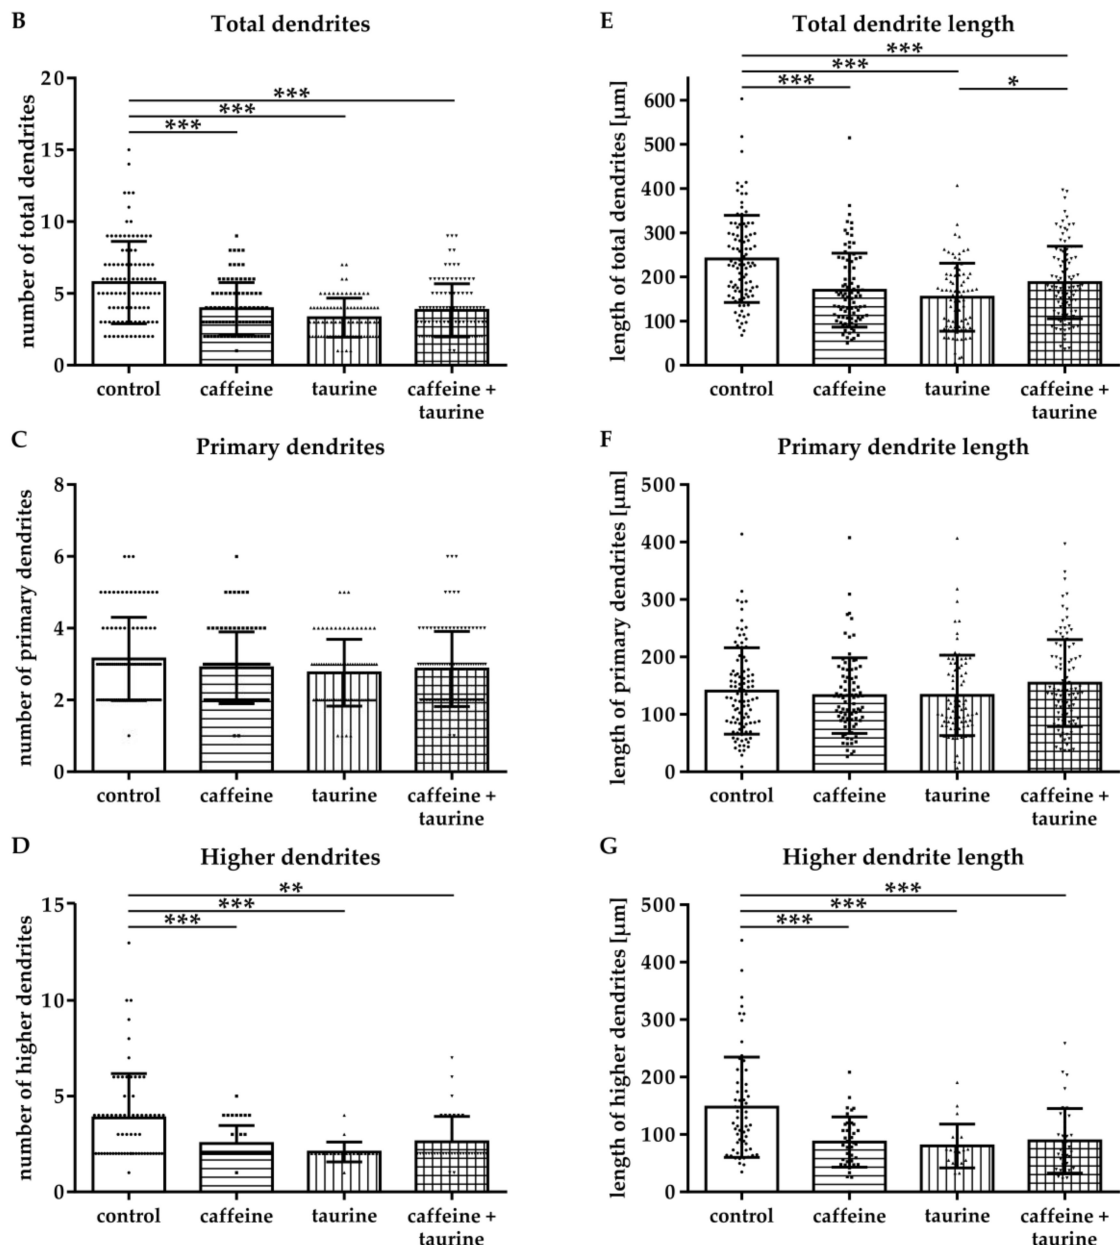 B
Total dendrites
number of total dendrites
20
15
10
5
0
***
***
***
control
caffeine
taurine
caffeine +
taurine
E
Total dendrite length
length of total dendrites [µm]
600
500
400
300
200
100
0
***
***
***
*
control
caffeine
taurine
caffeine +
taurine
C
Primary dendrites
number of primary dendrites
8
6
4
2
0
control
caffeine
taurine
caffeine +
taurine
F
Primary dendrite length
length of primary dendrites [µm]
500
400
300
200
100
0
control
caffeine
taurine
caffeine +
taurine
D
Higher dendrites
number of higher dendrites
15
10
5
0
**
***
***
control
caffeine
taurine
caffeine +
taurine
G
Higher dendrite length
length of higher dendrites [µm]
500
400
300
200
100
0
***
***
***
control
caffeine
taurine
caffeine +
taurine